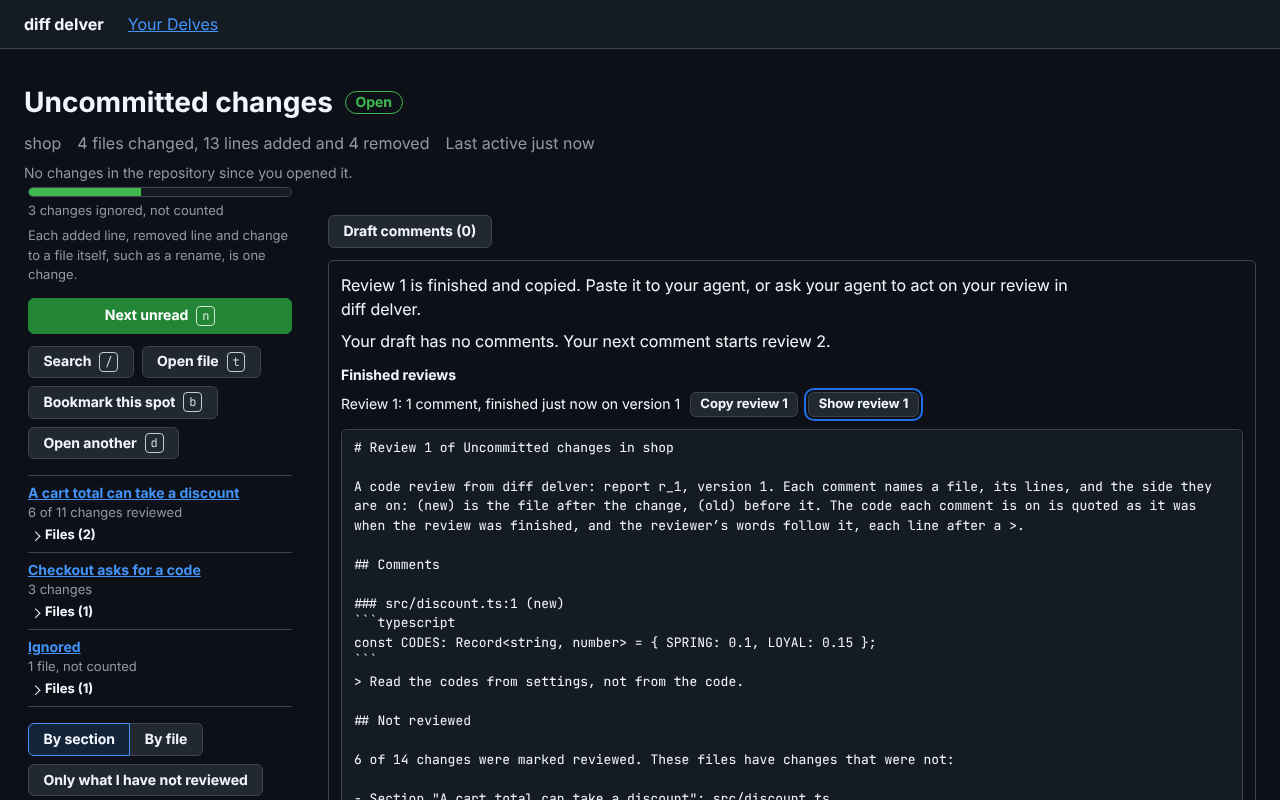 diff delver Your Delves
Uncommitted changes Open
shop 4 files changed, 13 lines added and 4 removed Last active just now
No changes in the repository since you opened it.
3 changes ignored, not counted
Each added line, removed line and change
to a file itself, such as a rename, is one
change.
Next unread n
Search / Open file t
Bookmark this spot b
Open another d
A cart total can take a discount
6 of 11 changes reviewed
Files (2)
Checkout asks for a code
3 changes
Files (1)
Ignored
1 file, not counted
Files (1)
By section By file
Only what I have not reviewed
Draft comments (0)
Review 1 is finished and copied. Paste it to your agent, or ask your agent to act on your review in
diff delver.
Your draft has no comments. Your next comment starts review 2.
Finished reviews
Review 1: 1 comment, finished just now on version 1 Copy review 1 Show review 1
# Review 1 of Uncommitted changes in shop
A code review from diff delver: report r_1, version 1. Each comment names a file, its lines, and the side they
are on: (new) is the file after the change, (old) before it. The code each comment is on is quoted as it was
when the review was finished, and the reviewer’s words follow it, each line after a >.
## Comments
### src/discount.ts:1 (new)
```typescript
const CODES: Record<string, number> = { SPRING: 0.1, LOYAL: 0.15 };
```
> Read the codes from settings, not from the code.
## Not reviewed
6 of 14 changes were marked reviewed. These files have changes that were not:
- Section "A cart total can take a discount": src/discount.ts